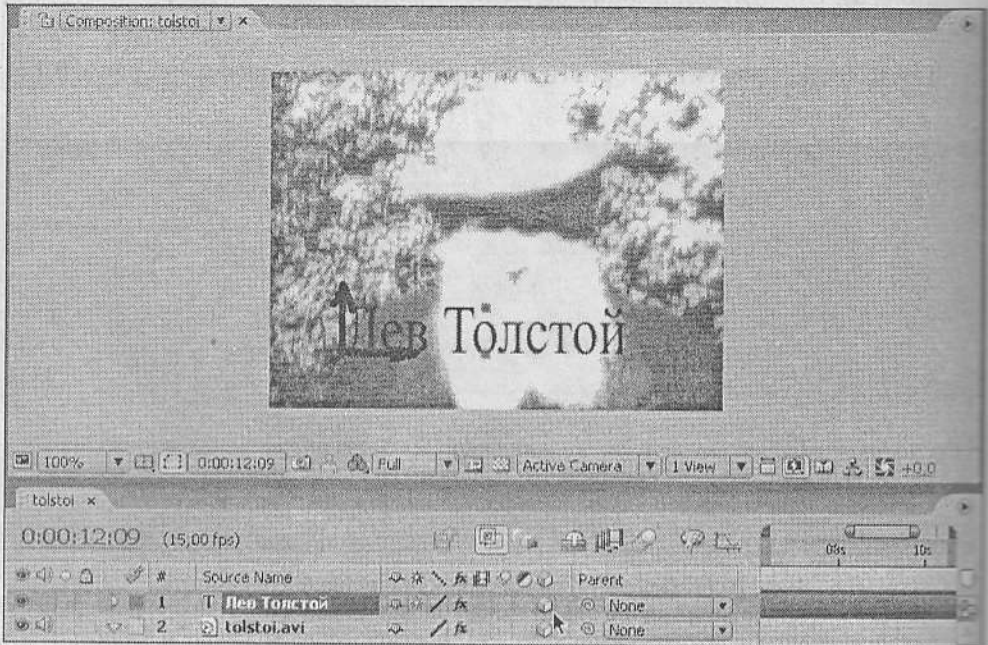 Composition: tolstoi
Лев Толстой
100% 0:00:12:09 Full Active Camera 1 View +0,0
tolstoi ×
0:00:12:09 (15,00 fps)
03s 10s
# Source Name Parent
1 T Лев Толстой None
2 tolstoi.avi None